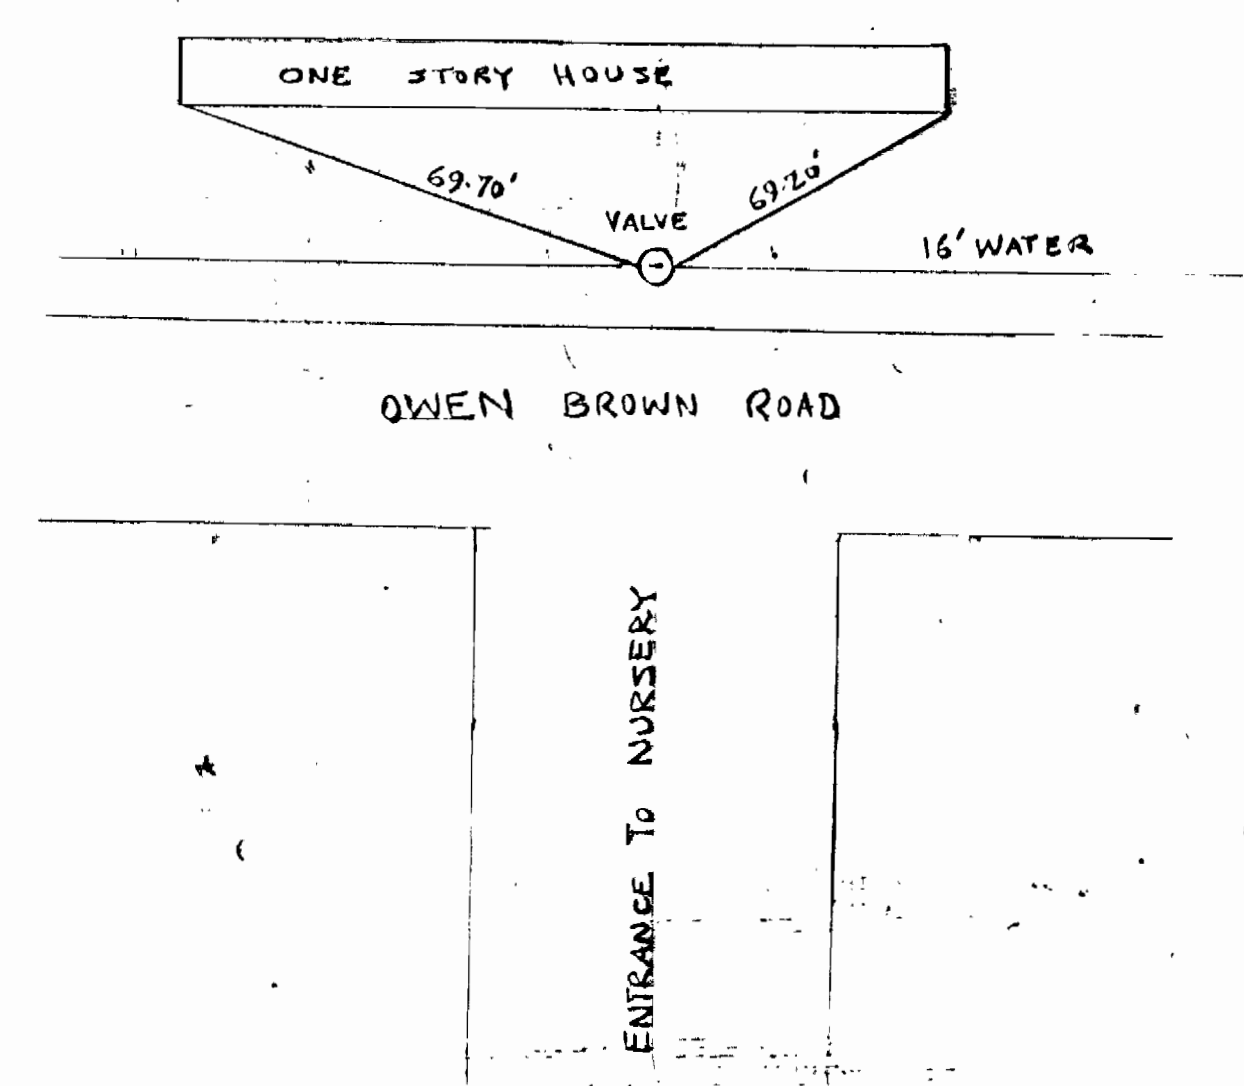 ONE STORY HOUSE
69.70'
69.20'
VALVE
16' WATER
OWEN BROWN ROAD
ENTRANCE TO NURSERY